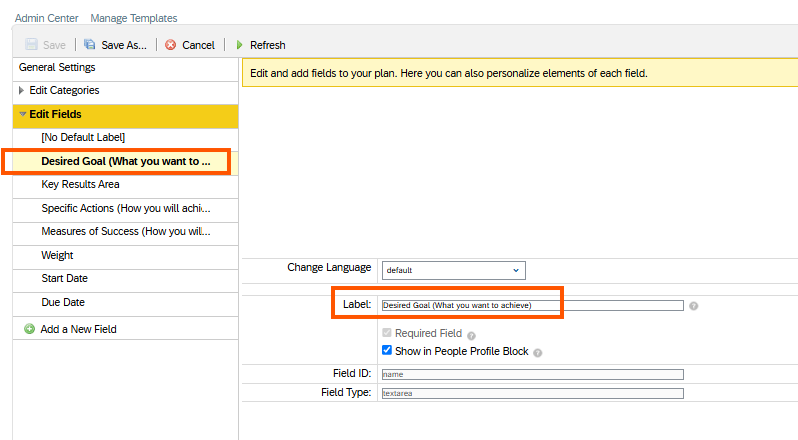 Admin Center Manage Templates
Save Save As... Cancel Refresh
General Settings
Edit Categories
Edit Fields
[No Default Label]
Desired Goal (What you want to ...
Key Results Area
Specific Actions (How you will achi...
Measures of Success (How you wil...
Weight
Start Date
Due Date
Add a New Field
Edit and add fields to your plan. Here you can also personalize elements of each field.
Change Language default
Label: Desired Goal (What you want to achieve) ?
Required Field ?
Show in People Profile Block ?
Field ID: name
Field Type: textarea